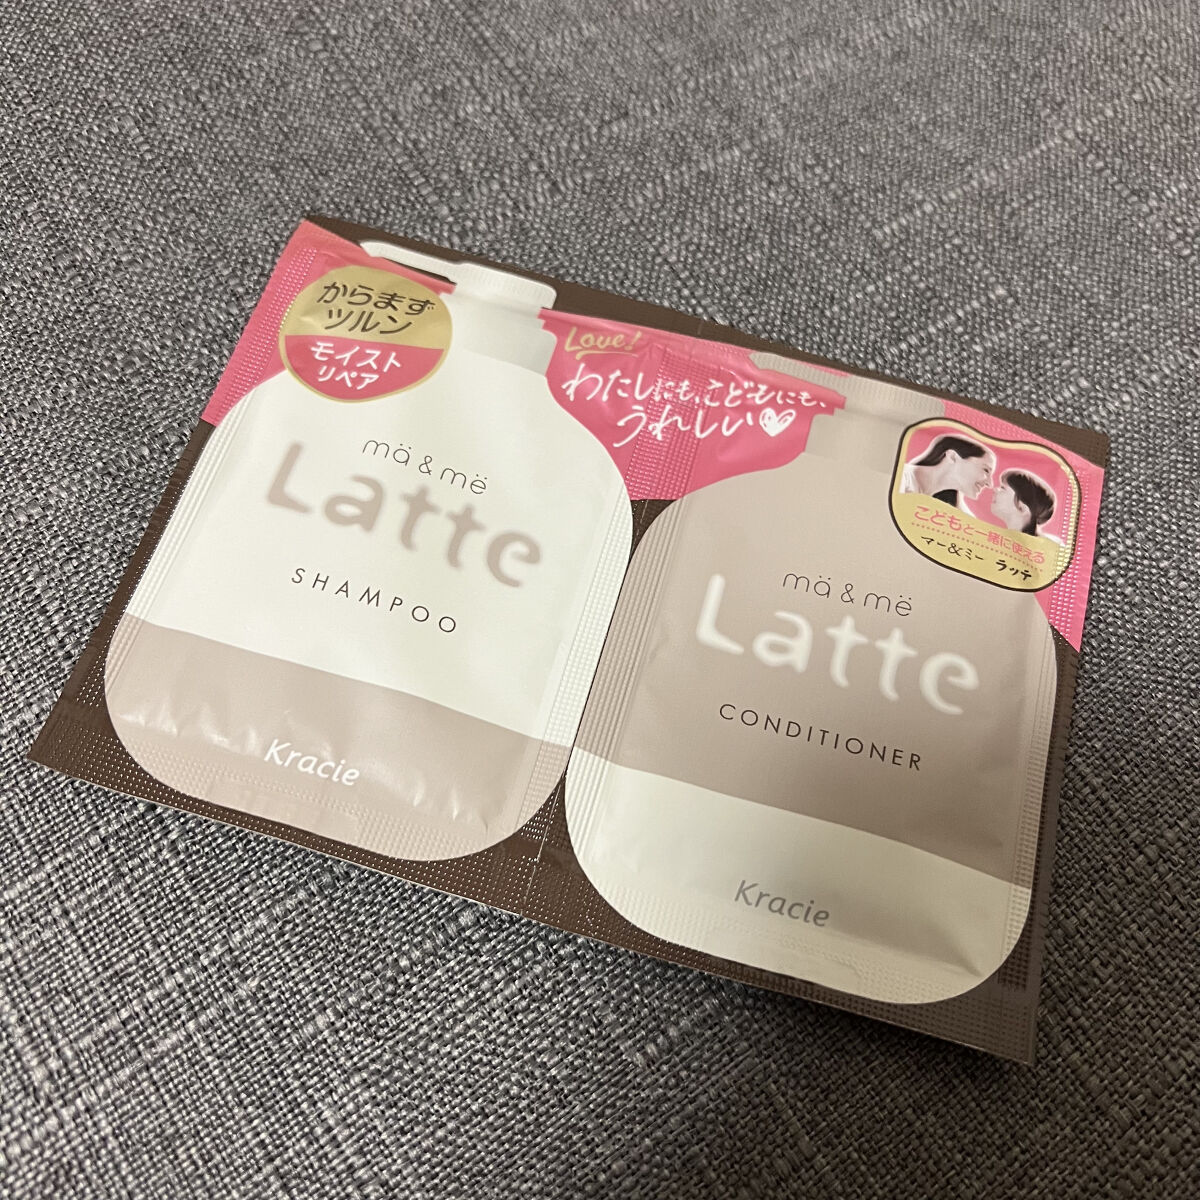 からまず
ツルン
モイスト
リペア
Love!
わたしにも、こどもにも、
うれしい
mä & më
Latte
SHAMPOO
Kracie
こどもと一緒に使える
マー&ミー ラッテ
mä & më
Latte
CONDITIONER
Kracie